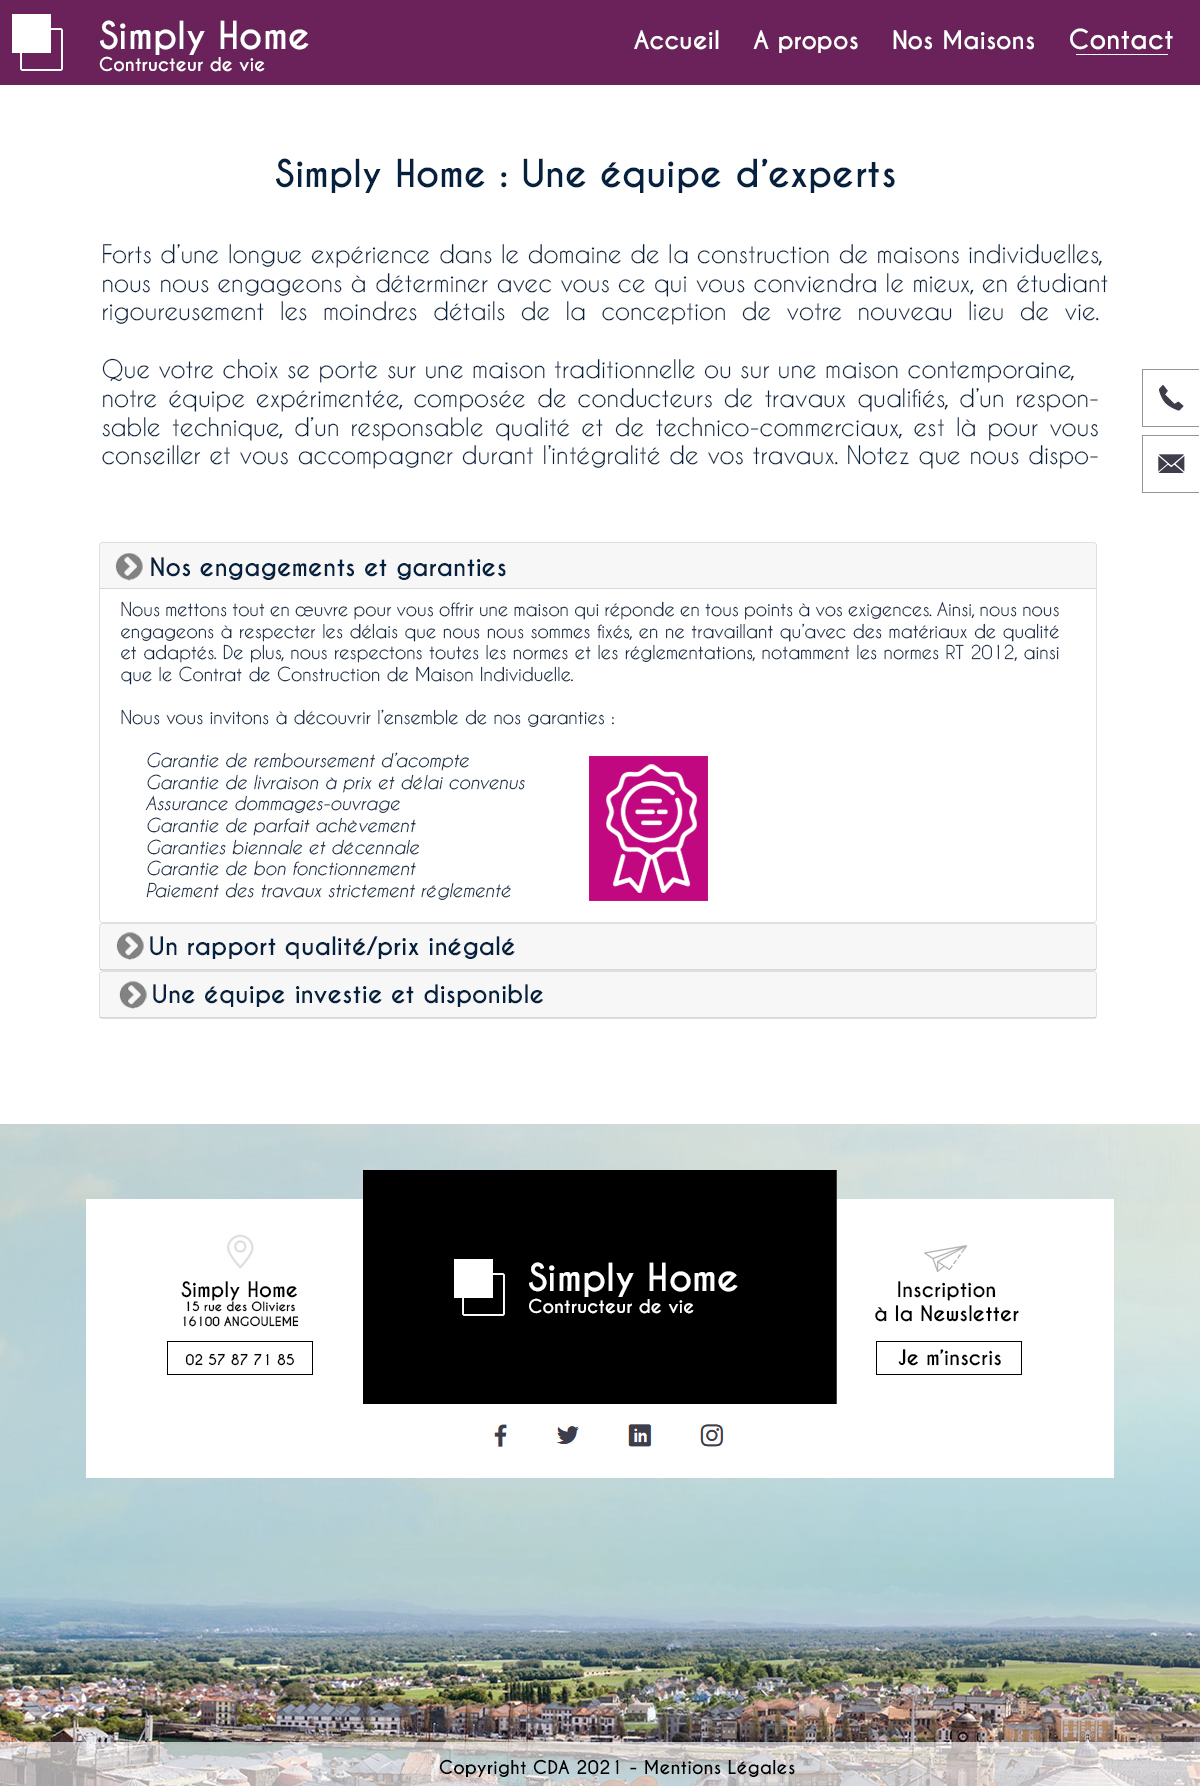 Simply Home
Contructeur de vie
Accueil
A propos
Nos Maisons
Contact
Simply Home : Une équipe d'experts
Forts d'une longue expérience dans le domaine de la construction de maisons individuelles,
nous nous engageons à déterminer avec vous ce qui vous conviendra le mieux, en étudiant
rigoureusement les moindres détails de la conception de votre nouveau lieu de vie.
Que votre choix se porte sur une maison traditionnelle ou sur une maison contemporaine,
notre équipe expérimentée, composée de conducteurs de travaux qualifiés, d'un respon-
sable technique, d'un responsable qualité et de technico-commerciaux, est là pour vous
conseiller et vous accompagner durant l'intégralité de vos travaux. Notez que nous dispo-
Nos engagements et garanties
Nous mettons tout en œuvre pour vous offrir une maison qui réponde en tous points à vos exigences. Ainsi, nous nous
engageons à respecter les délais que nous nous sommes fixés, en ne travaillant qu'avec des matériaux de qualité
et adaptés. De plus, nous respectons toutes les normes et les réglementations, notamment les normes RT 2012, ainsi
que le Contrat de Construction de Maison Individuelle.
Nous vous invitons à découvrir l'ensemble de nos garanties :
Garantie de remboursement d'acompte
Garantie de livraison à prix et délai convenus
Assurance dommages-ouvrage
Garantie de parfait achèvement
Garanties biennale et décennale
Garantie de bon fonctionnement
Paiement des travaux strictement réglementé
Un rapport qualité/prix inégalé
Une équipe investie et disponible
Simply Home
15 rue des Oliviers
16100 ANGOULEME
02 57 87 71 85
Simply Home
Contructeur de vie
Inscription
à la Newsletter
Je m'inscris
Copyright CDA 2021 - Mentions Légales